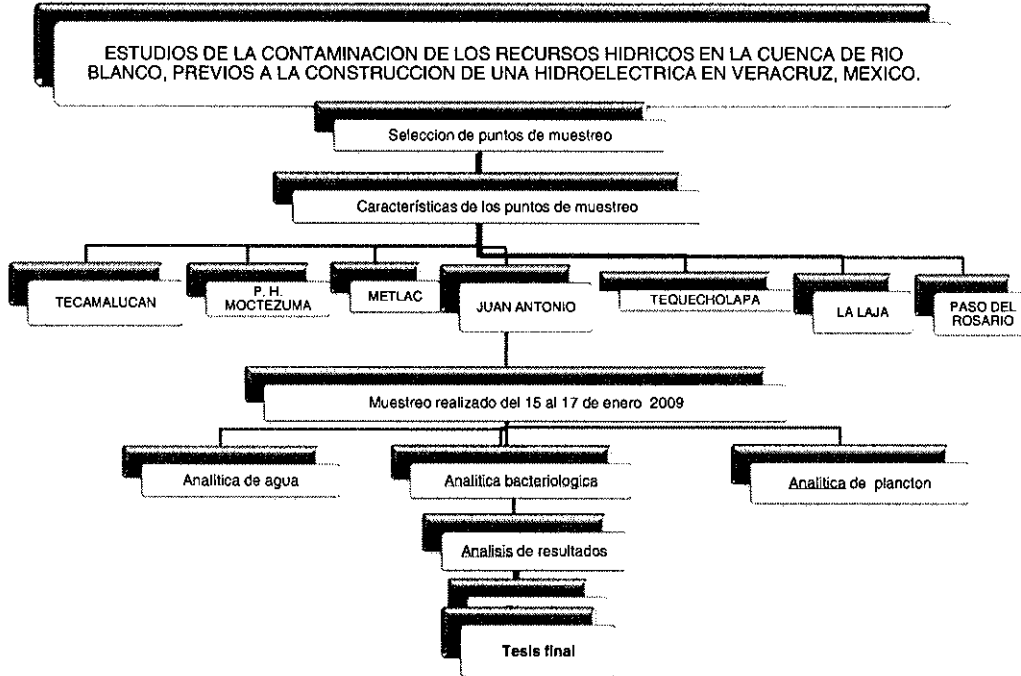 ESTUDIOS DE LA CONTAMINACION DE LOS RECURSOS HIDRICOS EN LA CUENCA DE RIO
BLANCO, PREVIOS A LA CONSTRUCCION DE UNA HIDROELECTRICA EN VERACRUZ, MEXICO.
Seleccion de puntos de muestreo
Características de los puntos de muestreo
TECAMALUCAN
P. H.
MOCTEZUMA
METLAC
JUAN ANTONIO
TEQUECHOLAPA
LA LAJA
PASO DEL
ROSARIO
Muestreo realizado del 15 al 17 de enero 2009
Analitica de agua
Analitica bacteriologica
Analitica de plancton
Analisis de resultados
Tesis final